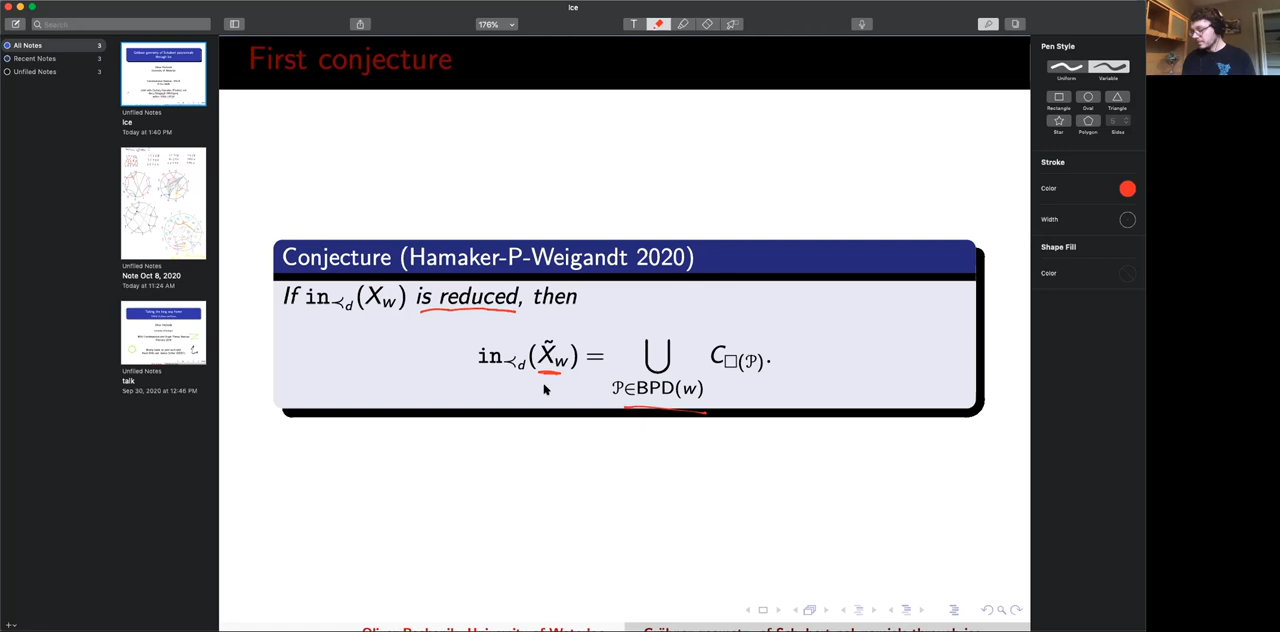 Ice
Search
176%
T
Pen Style
All Notes 3
Recent Notes 3
Unfiled Notes 3
Unfiled Notes
Ice
Today at 1:40 PM
Unfiled Notes
Note Oct 8, 2020
Today at 11:24 AM
Unfiled Notes
talk
Sep 30, 2020 at 12:46 PM
First conjecture
Conjecture (Hamaker-P-Weigandt 2020)
If in≺d(Xw) is reduced, then
in≺d(X̃w) = ⋃ C□(𝒫).
𝒫∈BPD(w)
Uniform Variable
Rectangle Oval Triangle
Star Polygon Sides
6
Stroke
Color
Width
Shape Fill
Color